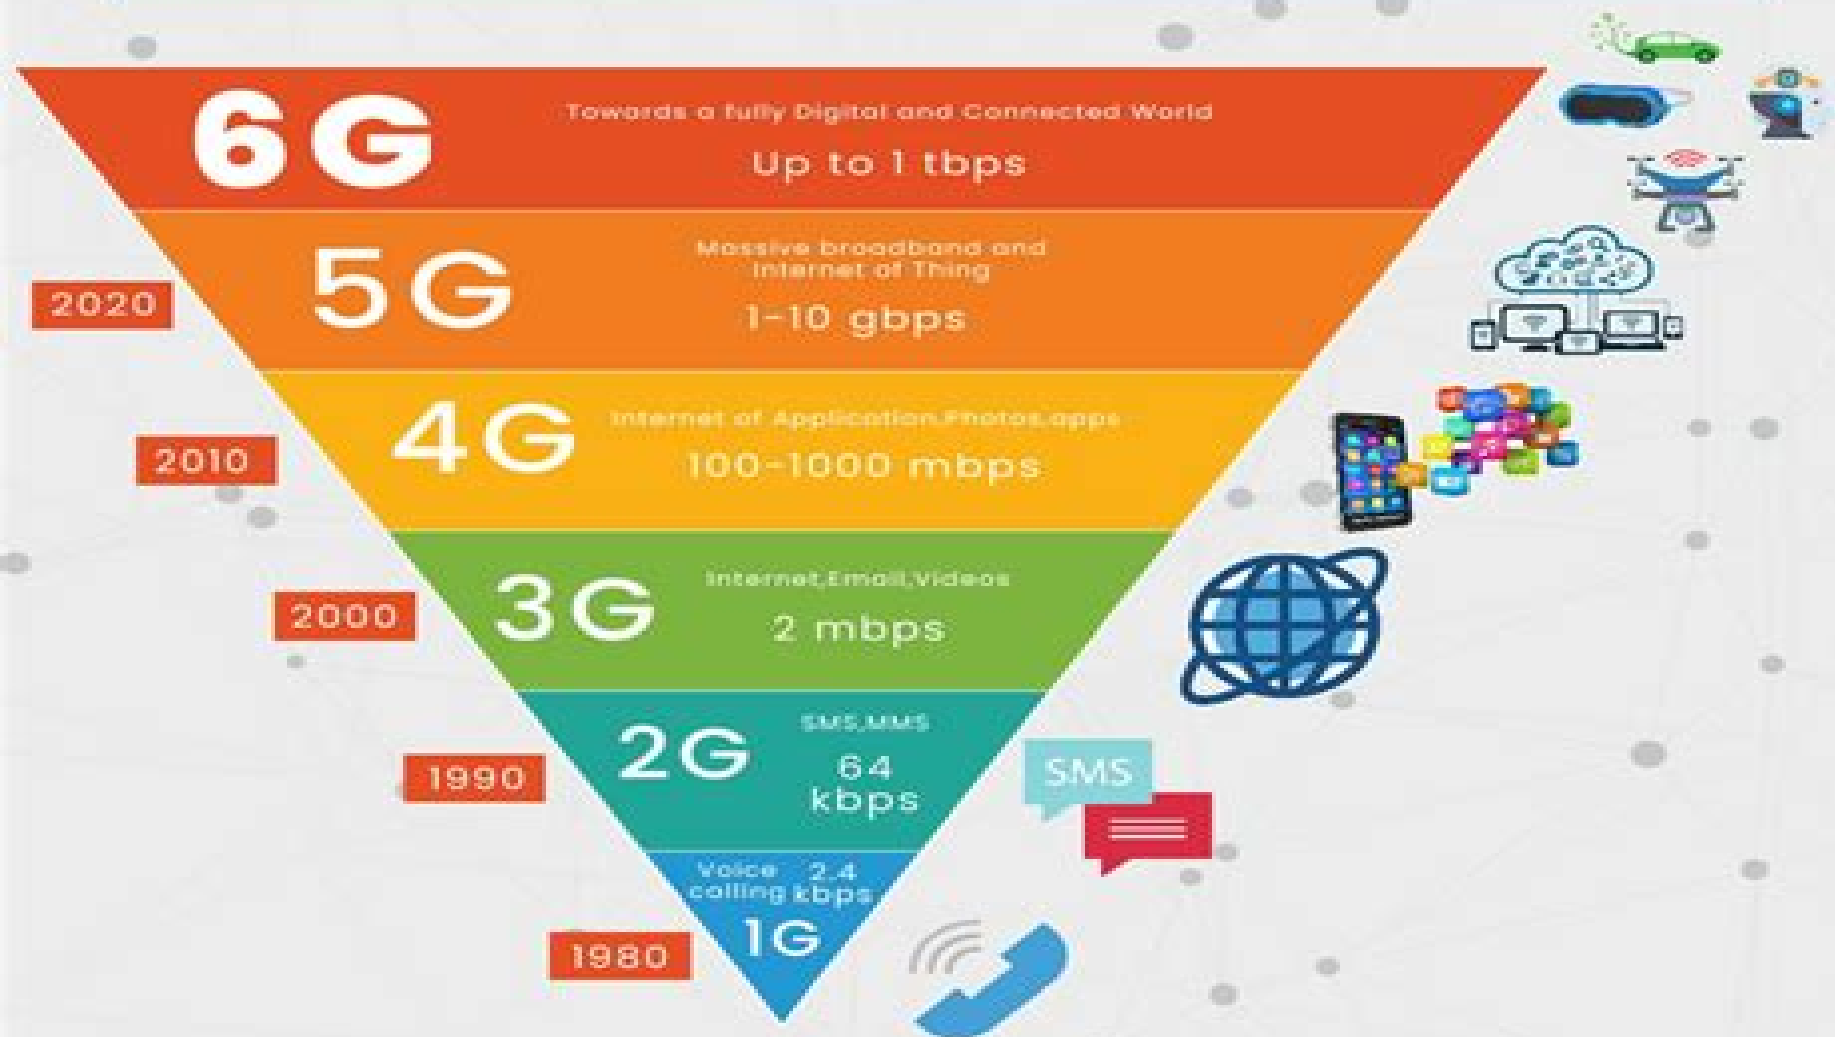 6G
Towards a fully Digital and Connected World
Up to 1 tbps
5G
Massive broadband and
Internet of Thing
1-10 gbps
2020
4G
Internet of Application,Photos,apps
100-1000 mbps
2010
3G
Internet,Email,Videos
2 mbps
2000
2G
SMS,MMS
64
kbps
1990
SMS
Voice calling
2.4 kbps
1G
1980